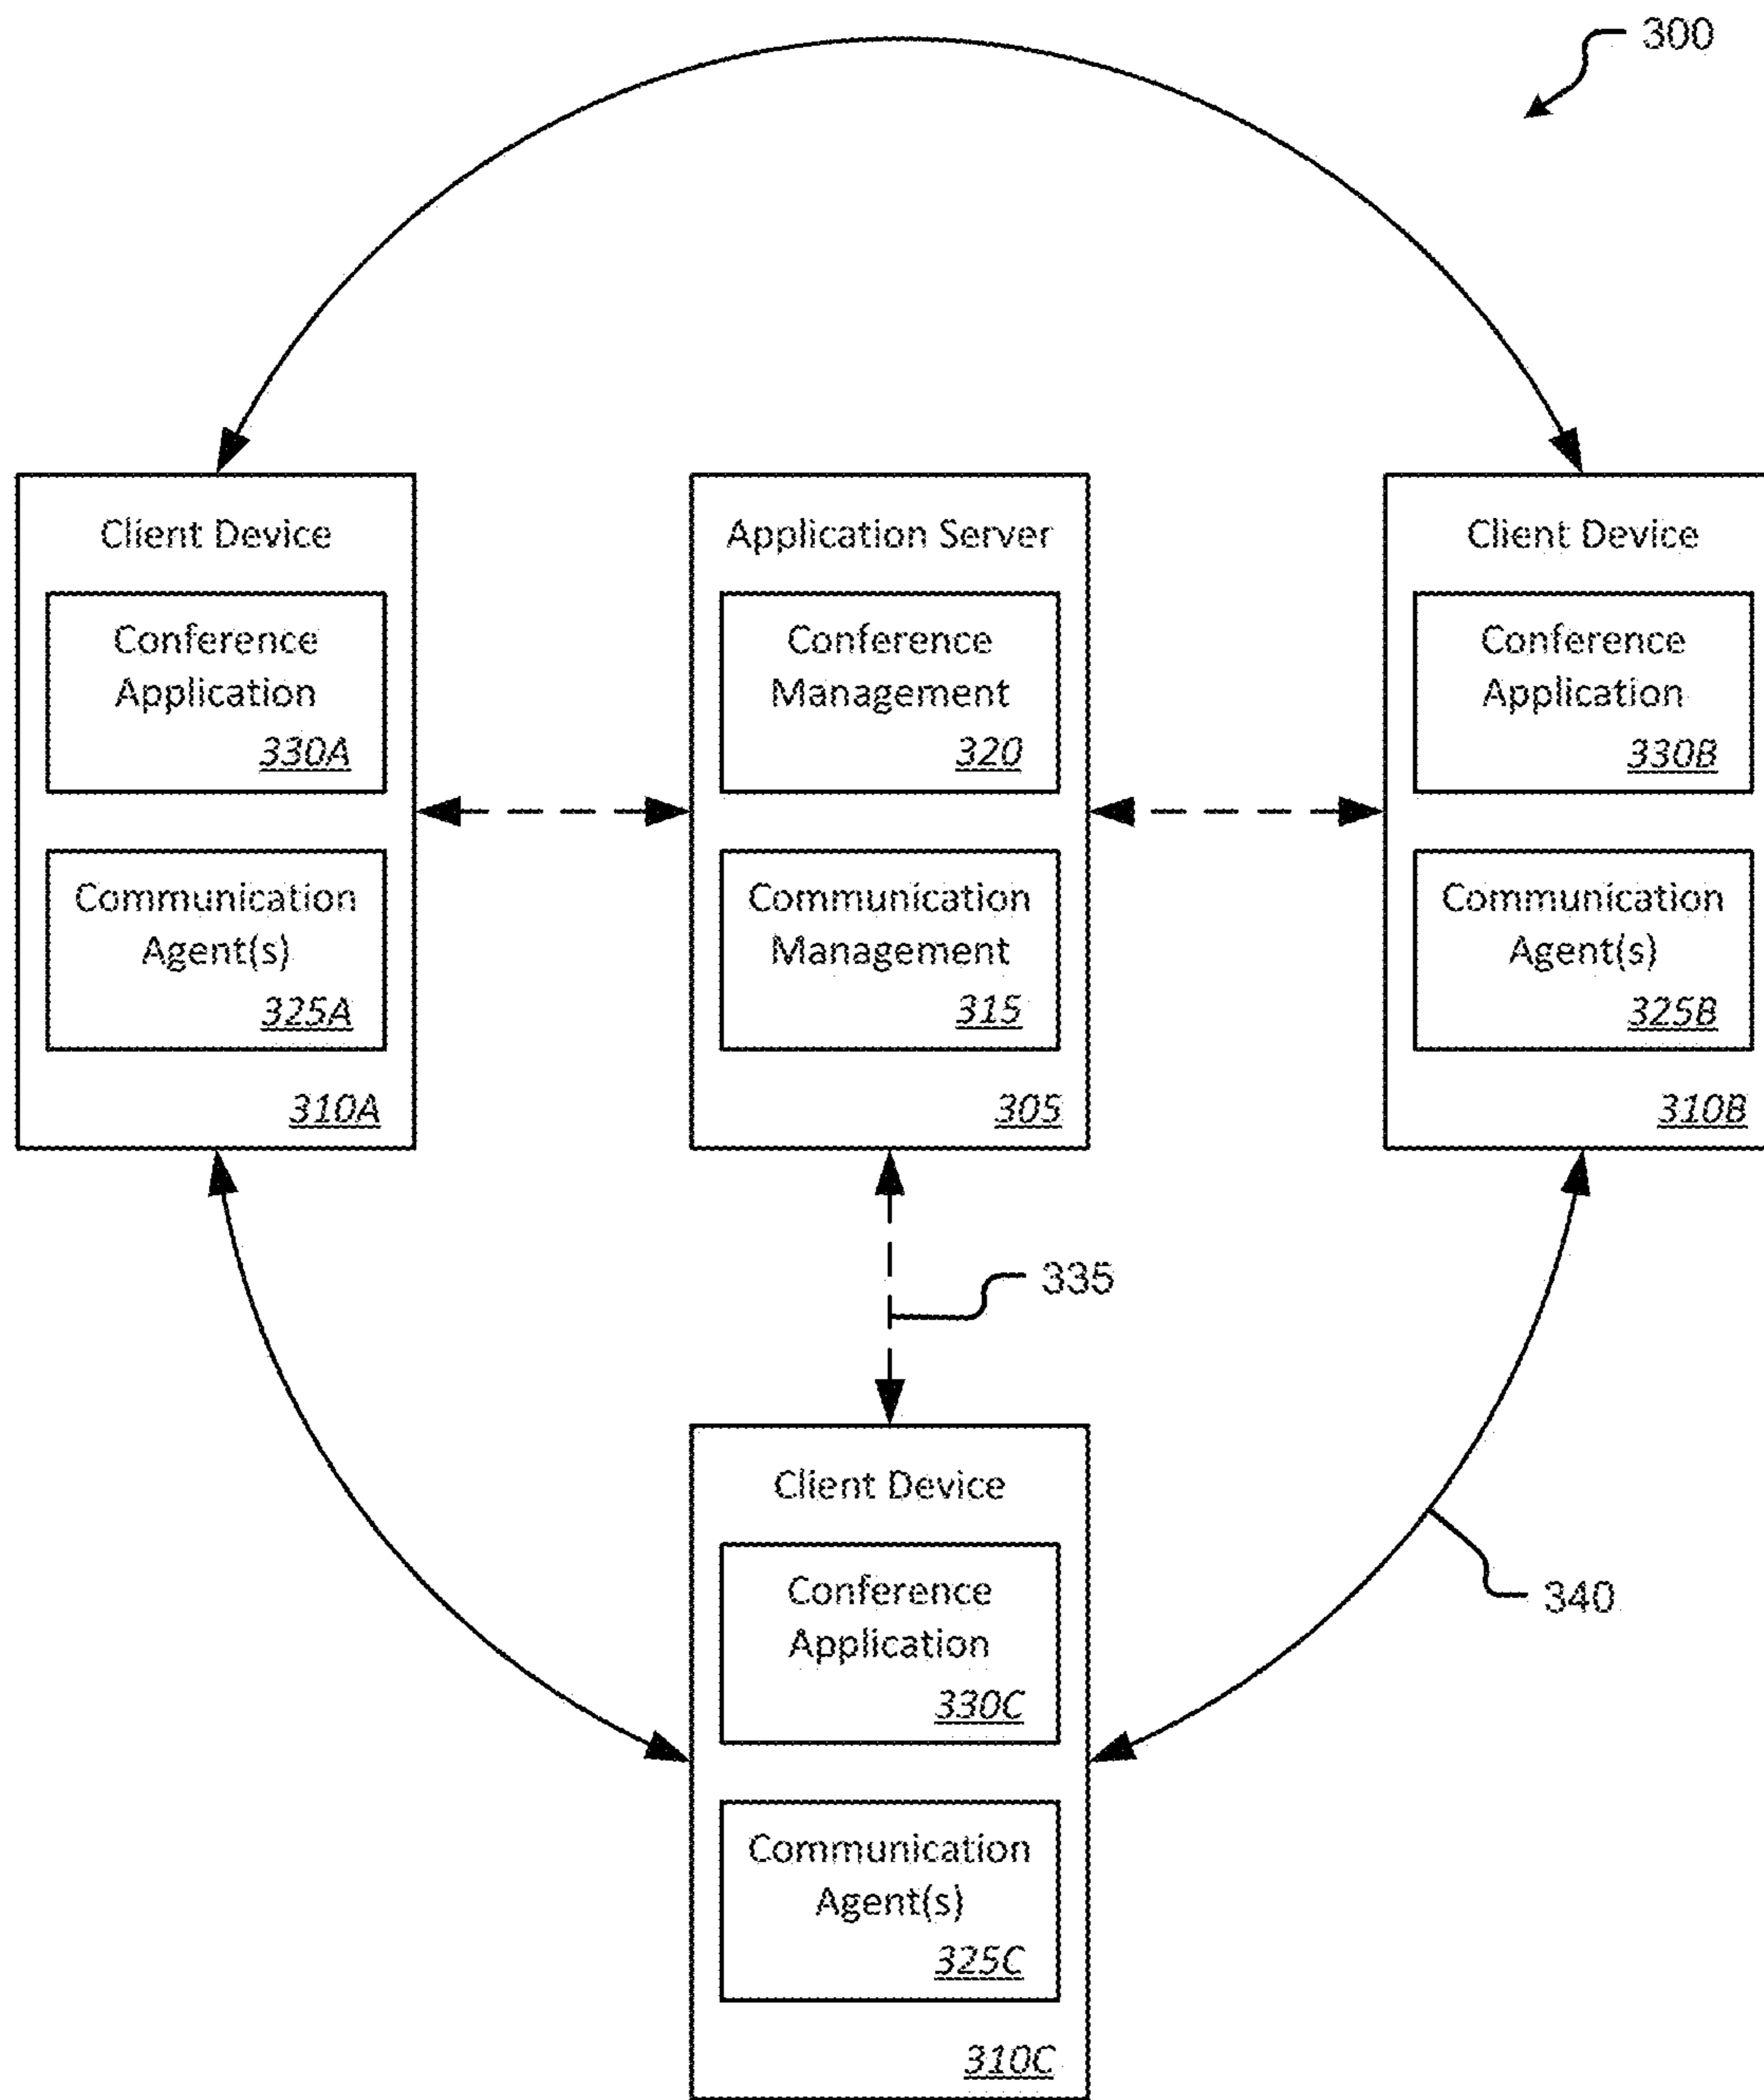 300
Client Device
Conference
Application
330A
Communication
Agent(s)
325A
310A
Application Server
Conference
Management
320
Communication
Management
315
305
Client Device
Conference
Application
330B
Communication
Agent(s)
325B
310B
335
Client Device
Conference
Application
330C
Communication
Agent(s)
325C
310C
340